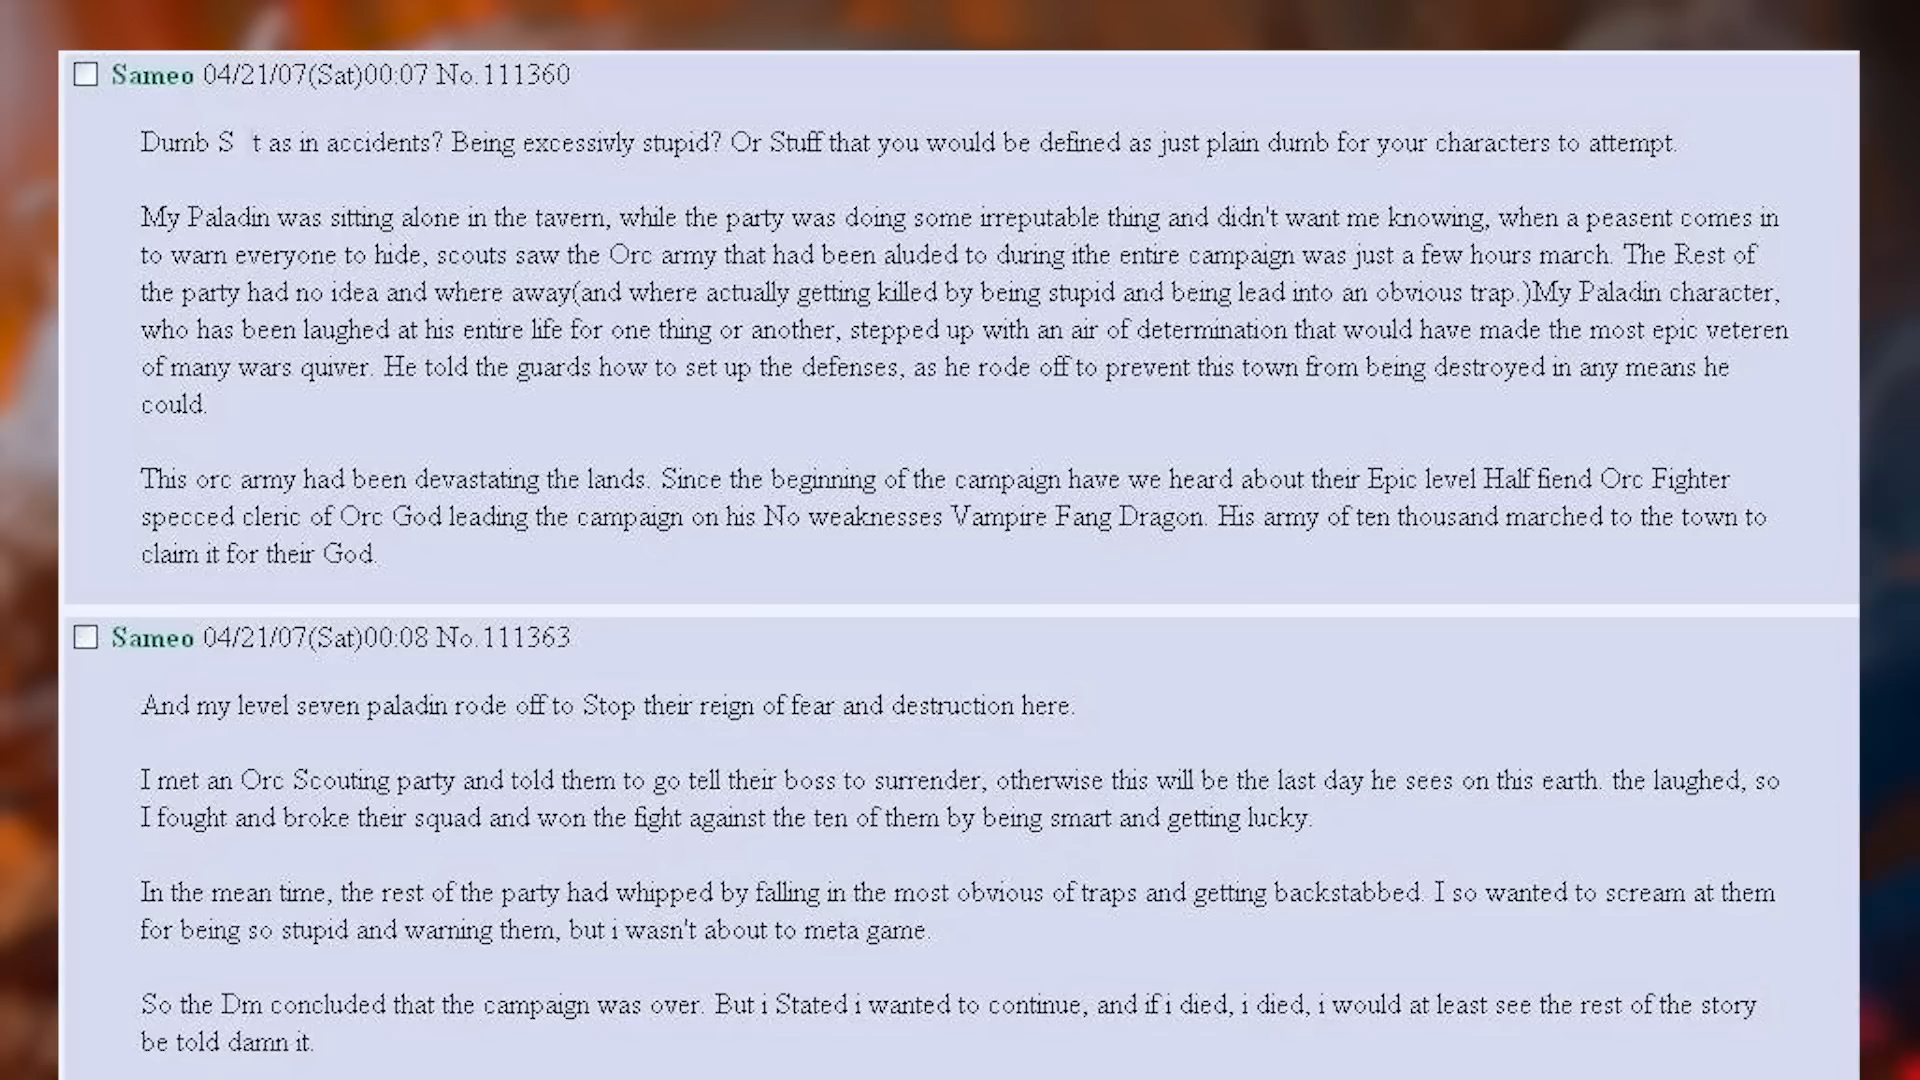 Sameo 04/21/07(Sat)00:07 No.111360
Dumb S t as in accidents? Being excessivly stupid? Or Stuff that you would be defined as just plain dumb for your characters to attempt.
My Paladin was sitting alone in the tavern, while the party was doing some irreputable thing and didn't want me knowing, when a peasent comes in
to warn everyone to hide, scouts saw the Orc army that had been aluded to during ithe entire campaign was just a few hours march. The Rest of
the party had no idea and where away(and where actually getting killed by being stupid and being lead into an obvious trap.)My Paladin character,
who has been laughed at his entire life for one thing or another, stepped up with an air of determination that would have made the most epic veteren
of many wars quiver. He told the guards how to set up the defenses, as he rode off to prevent this town from being destroyed in any means he
could.
This orc army had been devastating the lands. Since the beginning of the campaign have we heard about their Epic level Half fiend Orc Fighter
specced cleric of Orc God leading the campaign on his No weaknesses Vampire Fang Dragon. His army of ten thousand marched to the town to
claim it for their God.
Sameo 04/21/07(Sat)00:08 No.111363
And my level seven paladin rode off to Stop their reign of fear and destruction here.
I met an Orc Scouting party and told them to go tell their boss to surrender, otherwise this will be the last day he sees on this earth. the laughed, so
I fought and broke their squad and won the fight against the ten of them by being smart and getting lucky.
In the mean time, the rest of the party had whipped by falling in the most obvious of traps and getting backstabbed. I so wanted to scream at them
for being so stupid and warning them, but i wasn't about to meta game.
So the Dm concluded that the campaign was over. But i Stated i wanted to continue, and if i died, i died, i would at least see the rest of the story
be told damn it.